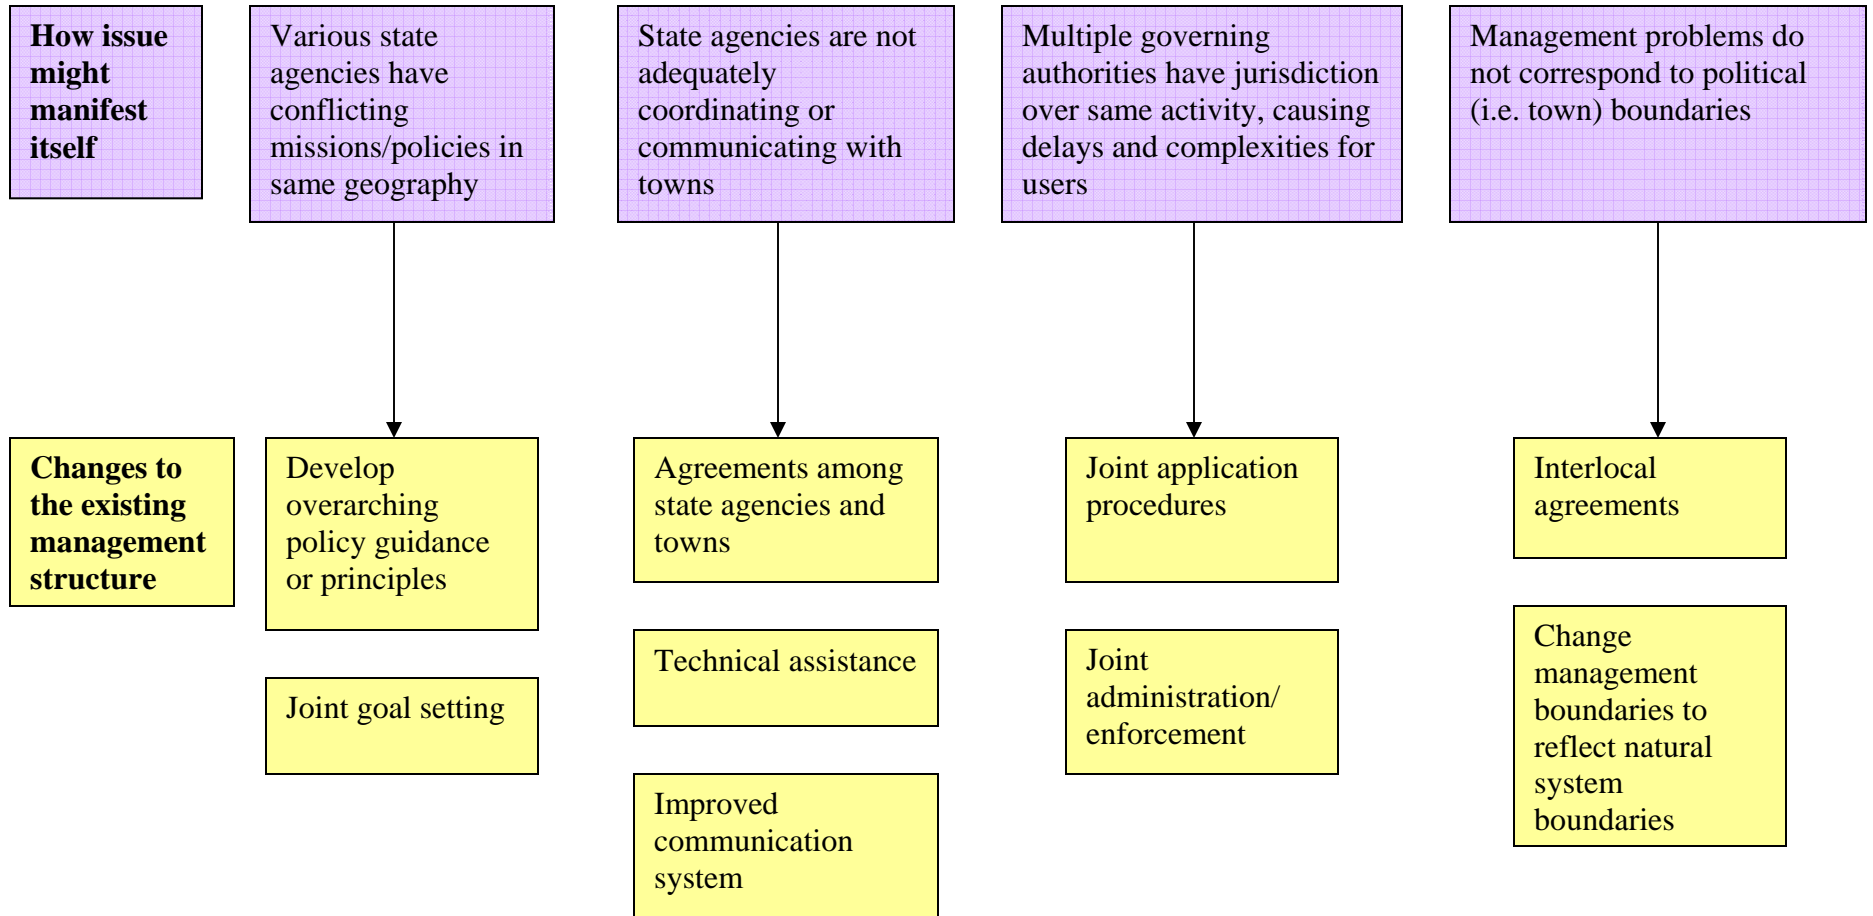 How issue
might
manifest
itself
Various state
agencies have
conflicting
missions/policies in
same geography
State agencies are not
adequately
coordinating or
communicating with
towns
Multiple governing
authorities have jurisdiction
over same activity, causing
delays and complexities for
users
Management problems do
not correspond to political
(i.e. town) boundaries
Changes to
the existing
management
structure
Develop
overarching
policy guidance
or principles
Joint goal setting
Agreements among
state agencies and
towns
Technical assistance
Improved
communication
system
Joint application
procedures
Joint
administration/
enforcement
Interlocal
agreements
Change
management
boundaries to
reflect natural
system
boundaries